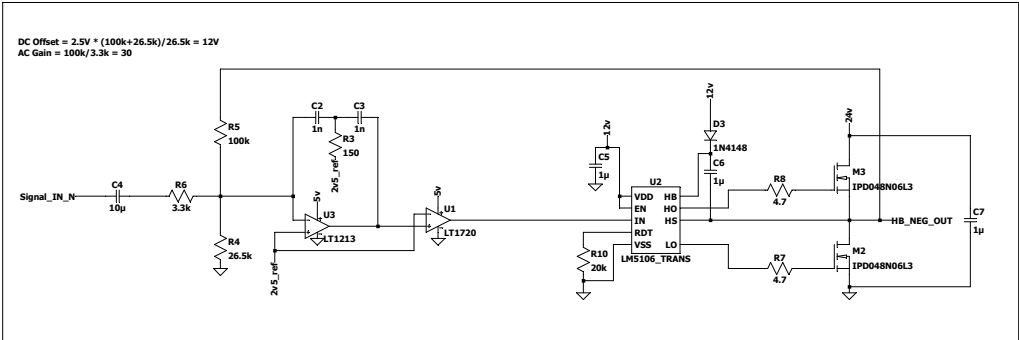 DC Offset = 2.5V * (100k+26.5k)/26.5k = 12V
AC Gain = 100k/3.3k = 30
R5
100k
C2
1n
C3
1n
R3
150
2v5_ref
Signal_IN_N
C4
10µ
R6
3.3k
R4
26.5k
5v
U3
LT1213
2v5_ref
5v
U1
LT1720
12v
C5
1µ
U2
VDD
EN
IN
RDT
VSS
HB
HO
HS
LO
LM5106_TRANS
R10
20k
12v
D3
1N4148
C6
1µ
R8
4.7
R7
4.7
24v
M3
IPD048N06L3
HB_NEG_OUT
M2
IPD048N06L3
C7
1µ